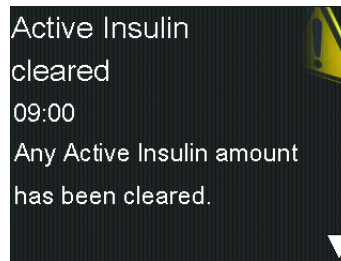 Active Insulin
cleared
09:00
Any Active Insulin amount
has been cleared.